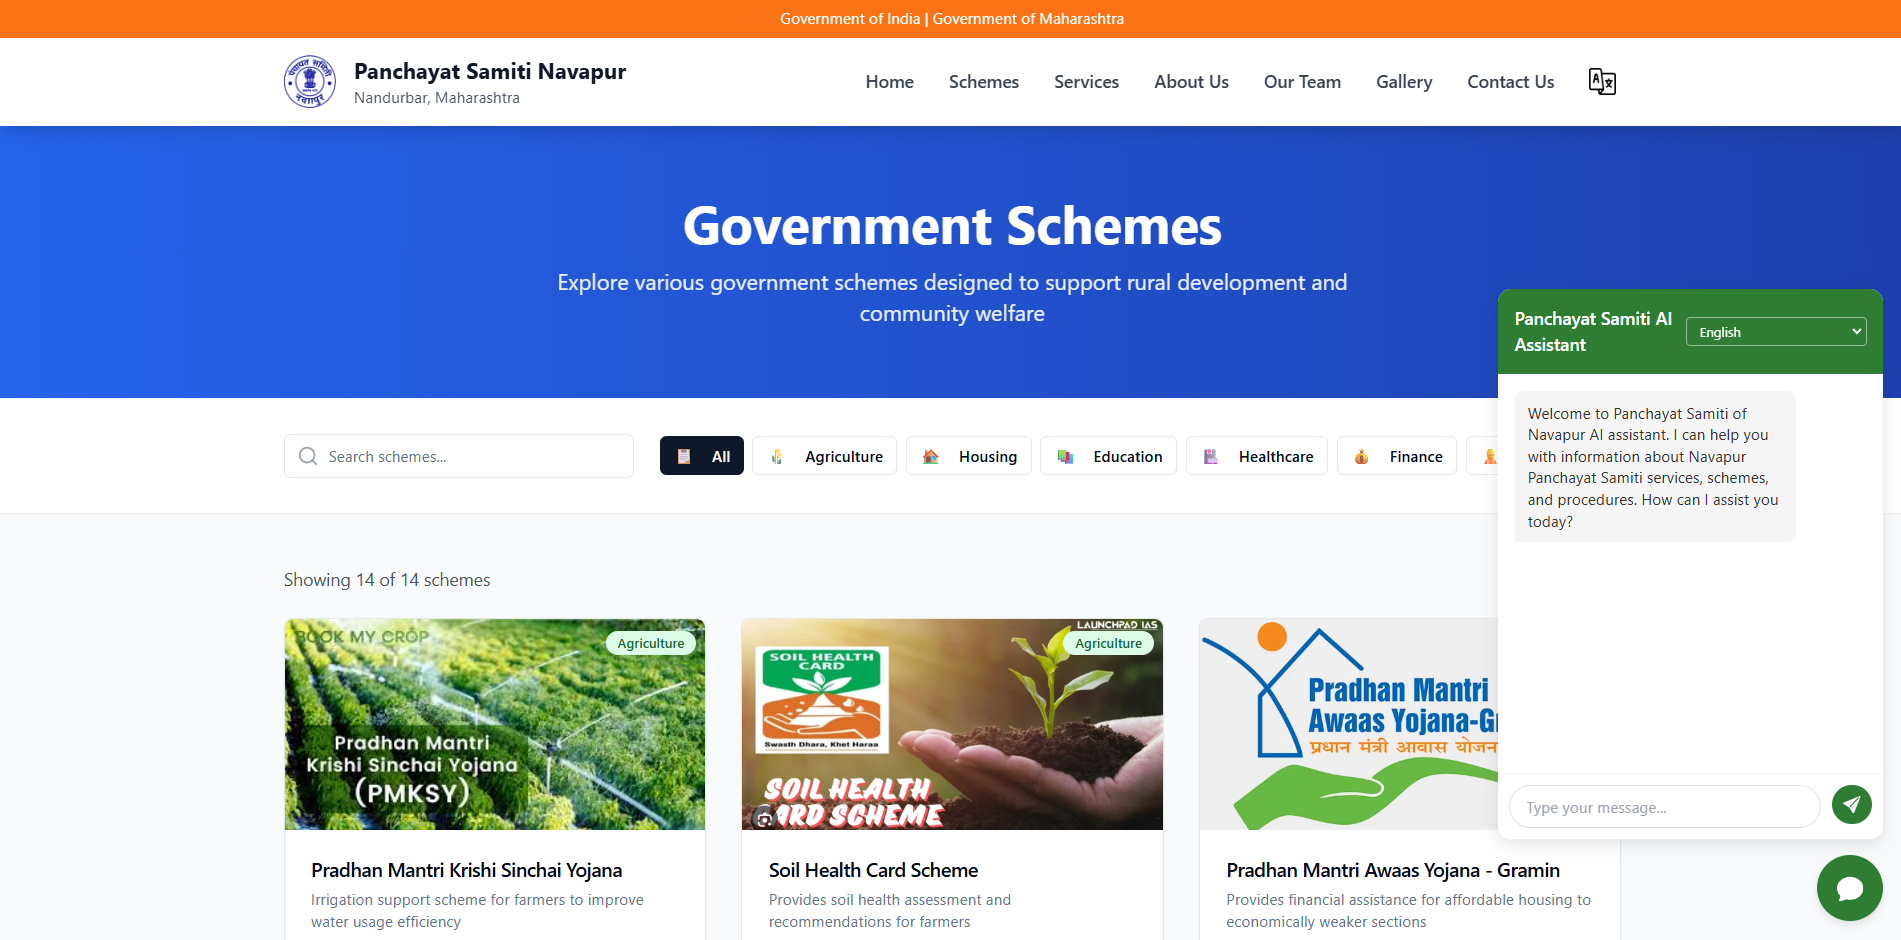 Government of India | Government of Maharashtra
पंचायत समिती
नवापूर
Panchayat Samiti Navapur
Nandurbar, Maharashtra
Home
Schemes
Services
About Us
Our Team
Gallery
Contact Us
Government Schemes
Explore various government schemes designed to support rural development and
community welfare
Search schemes...
All
Agriculture
Housing
Education
Healthcare
Finance
Showing 14 of 14 schemes
BOOK MY CROP
Agriculture
Pradhan Mantri
Krishi Sinchai Yojana
(PMKSY)
Pradhan Mantri Krishi Sinchai Yojana
Irrigation support scheme for farmers to improve
water usage efficiency
LAUNCHPAD IAS
Agriculture
SOIL HEALTH
CARD
Swasth Dhara, Khet Haraa
SOIL HEALTH
CARD SCHEME
Soil Health Card Scheme
Provides soil health assessment and
recommendations for farmers
Pradhan Mantri
Awaas Yojana-Gr
प्रधान मंत्री आवास योजन
Pradhan Mantri Awaas Yojana - Gramin
Provides financial assistance for affordable housing to
economically weaker sections
Panchayat Samiti AI
Assistant
English
Welcome to Panchayat Samiti of
Navapur AI assistant. I can help you
with information about Navapur
Panchayat Samiti services, schemes,
and procedures. How can I assist you
today?
Type your message...